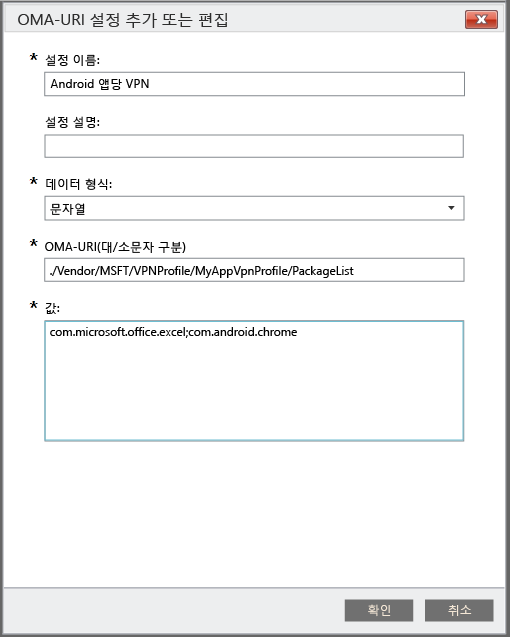 OMA-URI 설정 추가 또는 편집
* 설정 이름:
Android 앱당 VPN
설정 설명:
* 데이터 형식:
문자열
* OMA-URI(대/소문자 구분)
./Vendor/MSFT/VPNProfile/MyAppVpnProfile/PackageList
* 값:
com.microsoft.office.excel;com.android.chrome
확인 취소